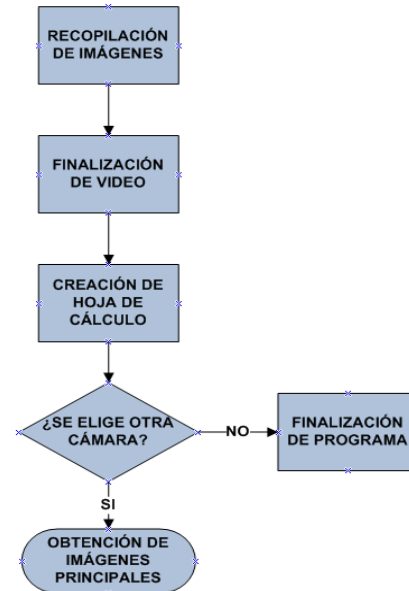 RECOPILACIÓN
DE IMÁGENES
FINALIZACIÓN
DE VIDEO
CREACIÓN DE
HOJA DE
CÁLCULO
¿SE ELIGE OTRA
CÁMARA?
NO
FINALIZACIÓN
DE PROGRAMA
SI
OBTENCIÓN DE
IMÁGENES
PRINCIPALES